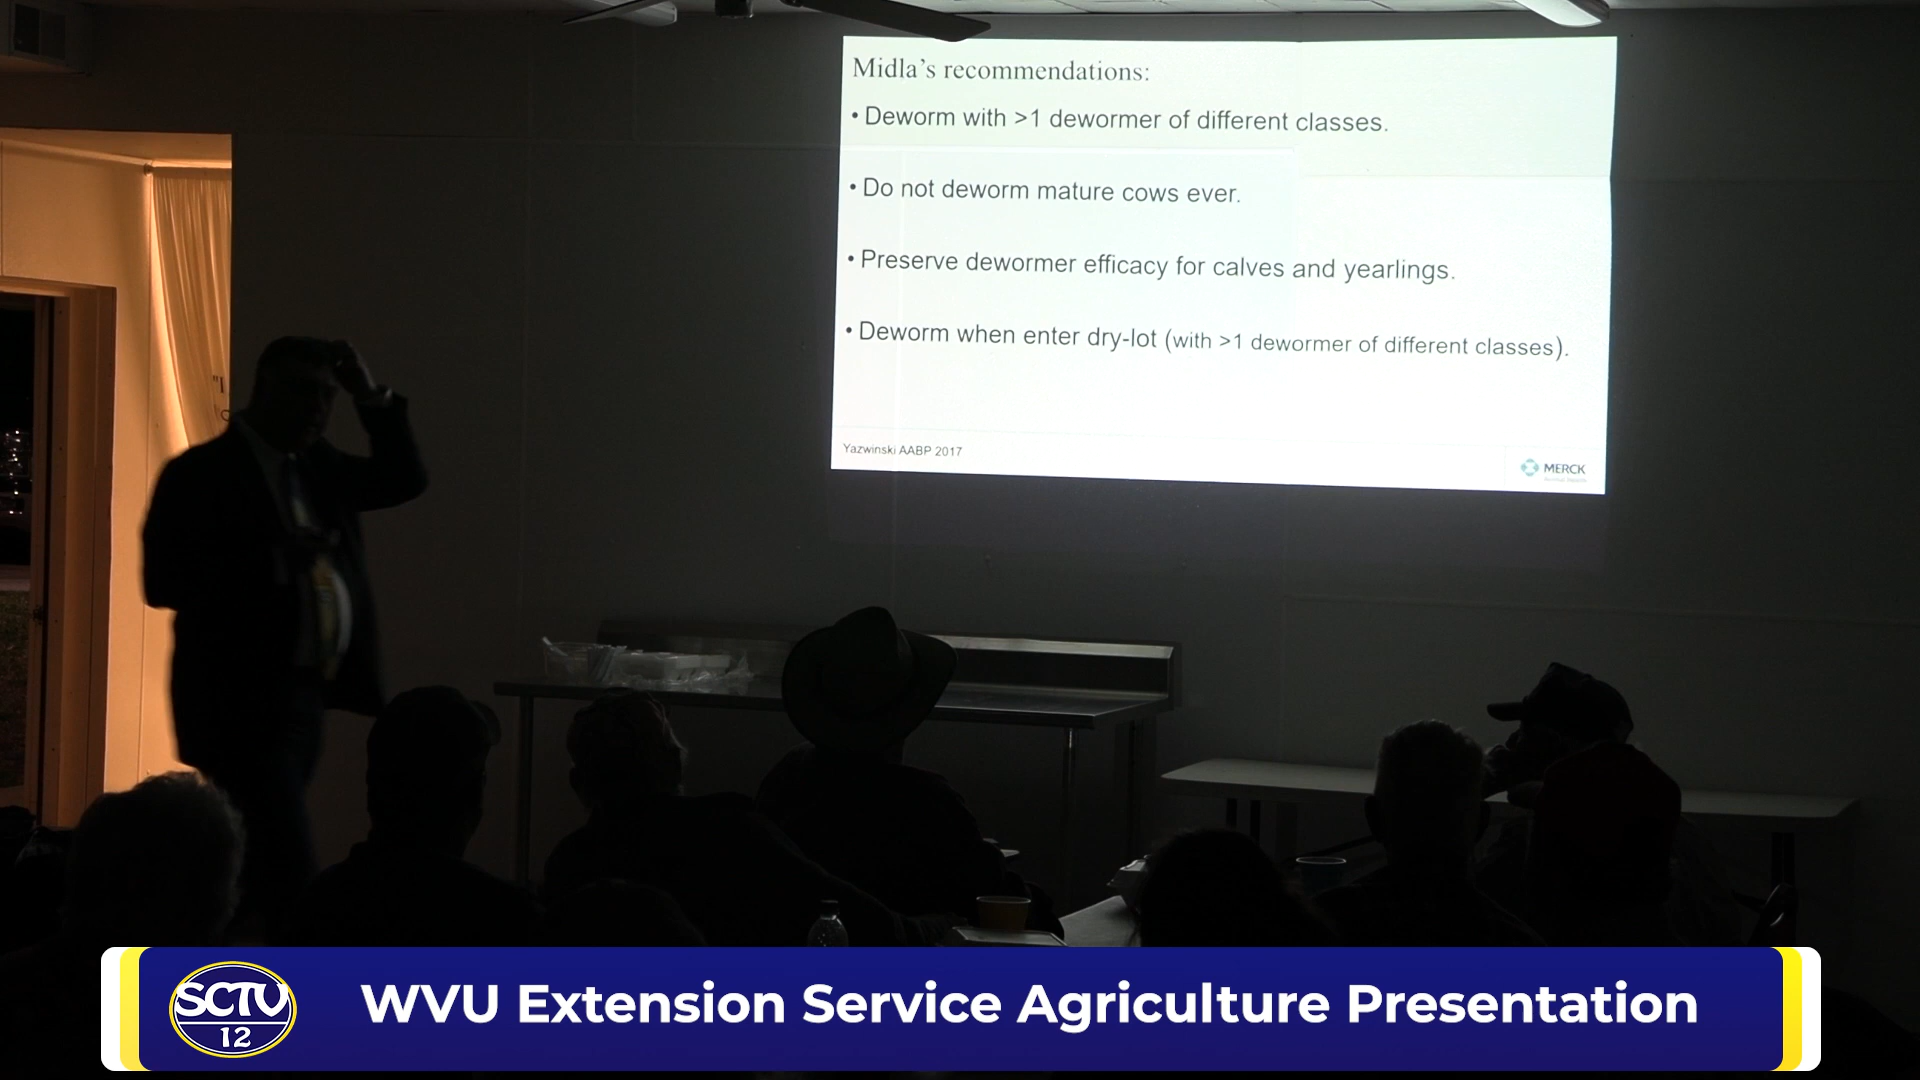 Midla's recommendations:
• Deworm with >1 dewormer of different classes.
• Do not deworm mature cows ever.
• Preserve dewormer efficacy for calves and yearlings.
• Deworm when enter dry-lot (with >1 dewormer of different classes).
Yazwinski AABP 2017
MERCK
SCTV
12
WVU Extension Service Agriculture Presentation